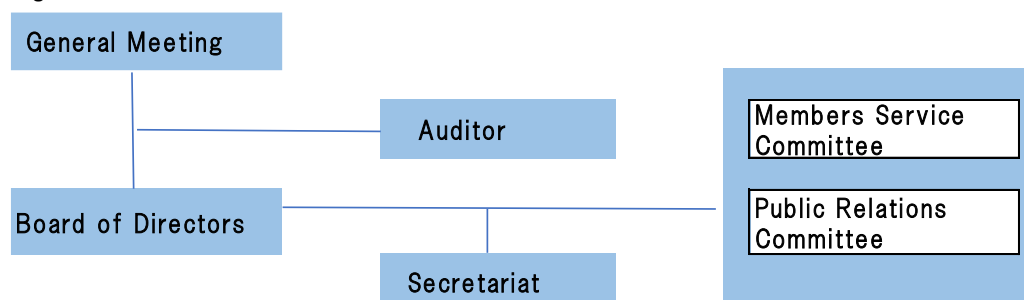 General Meeting
Auditor
Members Service
Committee
Board of Directors
Public Relations
Committee
Secretariat